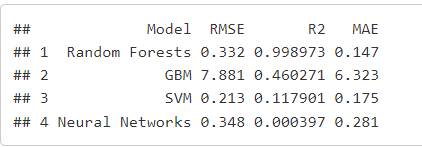 ##             Model  RMSE       R2   MAE
## 1  Random Forests 0.332 0.998973 0.147
## 2             GBM 7.881 0.460271 6.323
## 3             SVM 0.213 0.117901 0.175
## 4 Neural Networks 0.348 0.000397 0.281